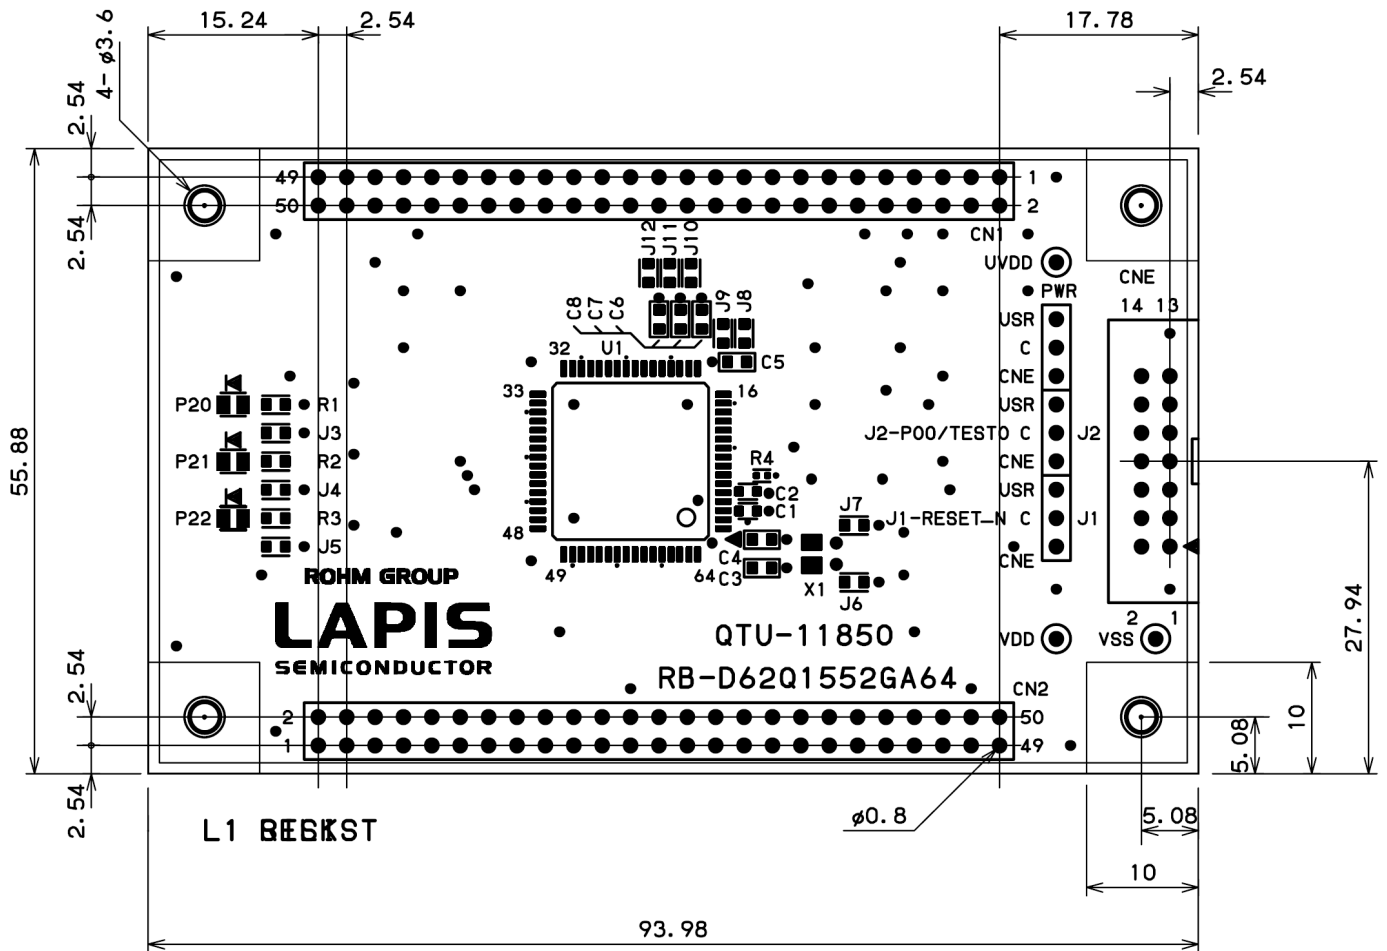 15.24
2.54
17.78
4-ø3.6
2.54
2.54
2.54
49
1
50
2
J12
J11
J10
CN1
UVDD
CNE
PWR
C8
C7
C6
J9
J8
14 13
USR
32
U1
C
C5
CNE
33
16
P20
R1
USR
J3
J2-P00/TEST0 C
J2
55.88
P21
R2
CNE
R4
J4
C2
USR
P22
R3
C1
J7
J1-RESET_N C
J1
48
J5
C4
CNE
49
64
C3
X1
J6
ROHM GROUP
LAPIS
SEMICONDUCTOR
QTU-11850
RB-D62Q1552GA64
VDD
VSS
2
1
27.94
2.54
CN2
2
50
1
49
10
5.08
2.54
L1
ø0.8
5.08
10
93.98